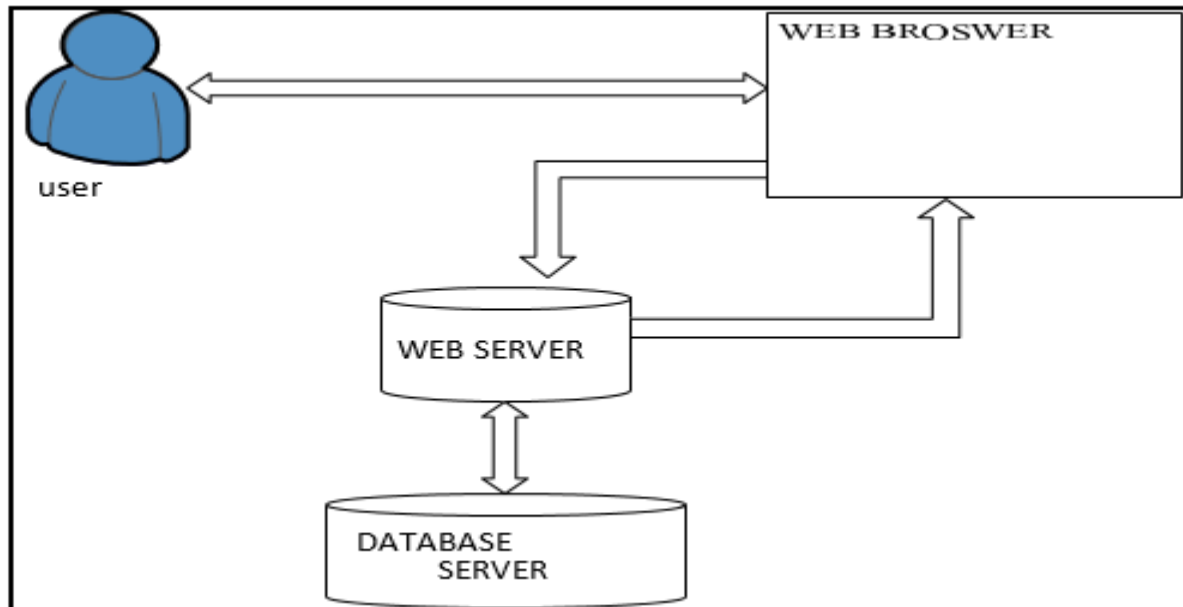 WEB BROSWER
user
WEB SERVER
DATABASE
SERVER